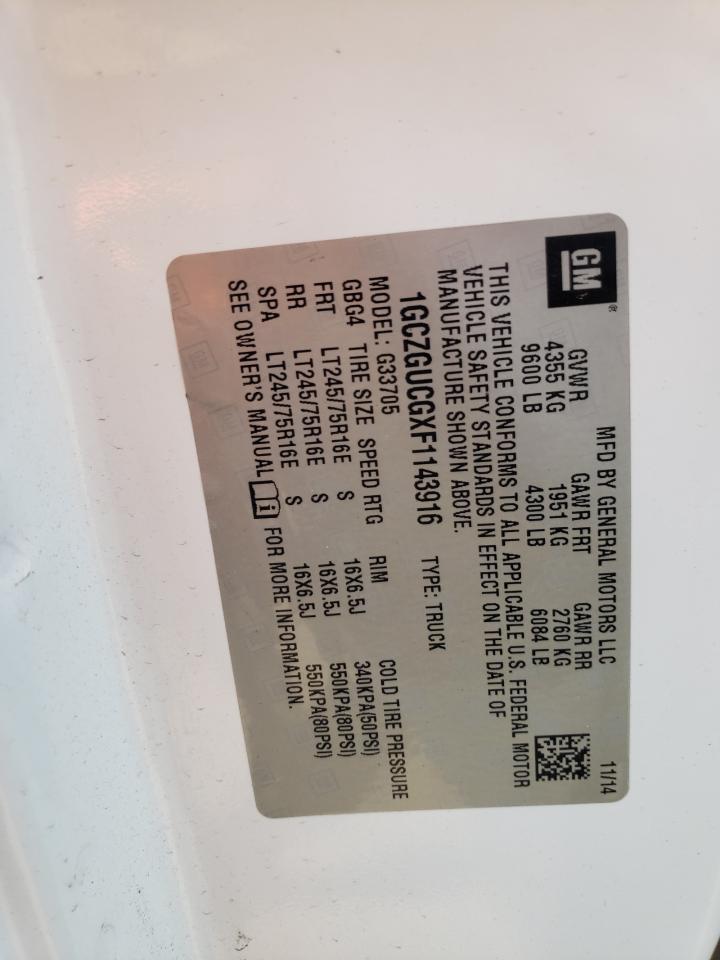 GM ®
MFD BY GENERAL MOTORS LLC 11/14
GVWR GAWR FRT GAWR RR
4355 KG 1951 KG 2760 KG
9600 LB 4300 LB 6084 LB
THIS VEHICLE CONFORMS TO ALL APPLICABLE U.S. FEDERAL MOTOR
VEHICLE SAFETY STANDARDS IN EFFECT ON THE DATE OF
MANUFACTURE SHOWN ABOVE.
1GCZGUCGXF1143916 TYPE: TRUCK
MODEL: G33705
GBG4 TIRE SIZE SPEED RTG RIM COLD TIRE PRESSURE
FRT LT245/75R16E S 16X6.5J 340KPA(50PSI)
RR LT245/75R16E S 16X6.5J 550KPA(80PSI)
SPA LT245/75R16E S 16X6.5J 550KPA(80PSI)
SEE OWNER'S MANUAL i FOR MORE INFORMATION.